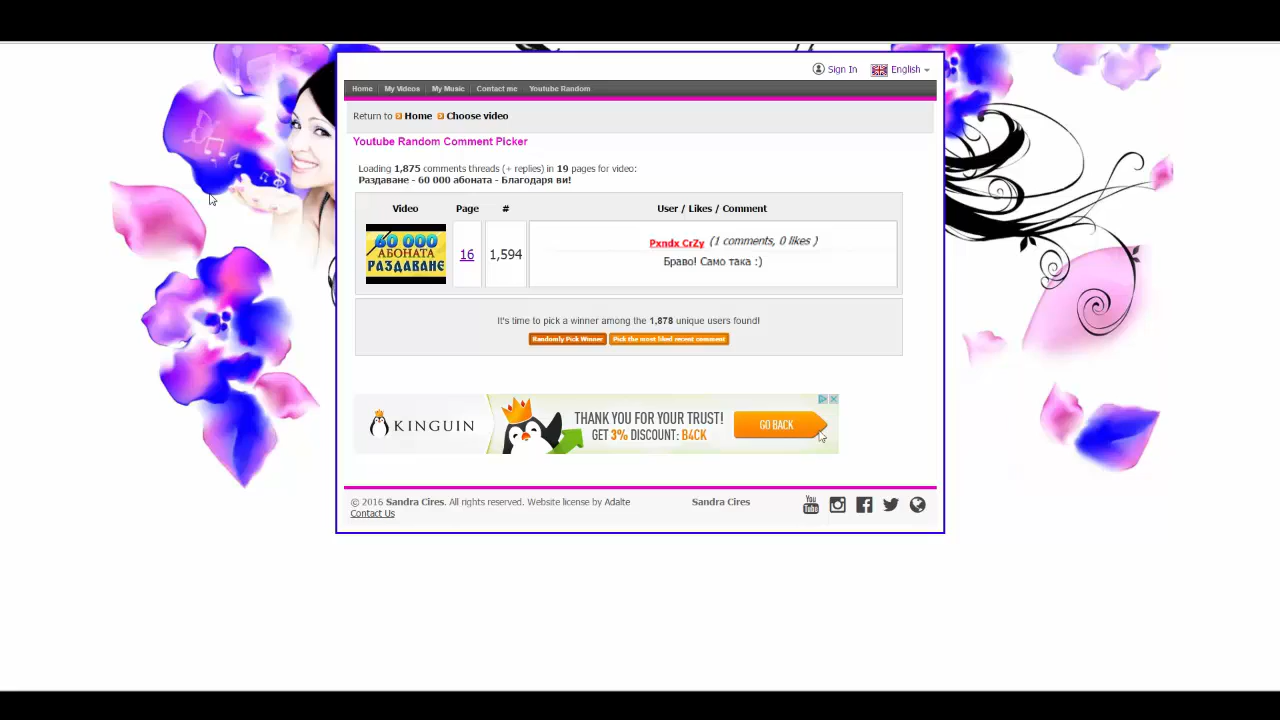 Sign In English
Home My Videos My Music Contact me Youtube Random
Return to Home Choose video
Youtube Random Comment Picker
Loading 1,875 comments threads (+ replies) in 19 pages for video:
Раздаване - 60 000 абоната - Благодаря ви!
Video Page # User / Likes / Comment
60 000
АБОНАТА
РАЗДАВАНЕ
16 1,594
Pxndx CrZy (1 comments, 0 likes )
Браво! Само така :)
It's time to pick a winner among the 1,878 unique users found!
Randomly Pick Winner Pick the most liked recent comment
KINGUIN
THANK YOU FOR YOUR TRUST!
GET 3% DISCOUNT: B4CK
GO BACK
© 2016 Sandra Cires. All rights reserved. Website license by Adalte
Sandra Cires
You Tube
Contact Us